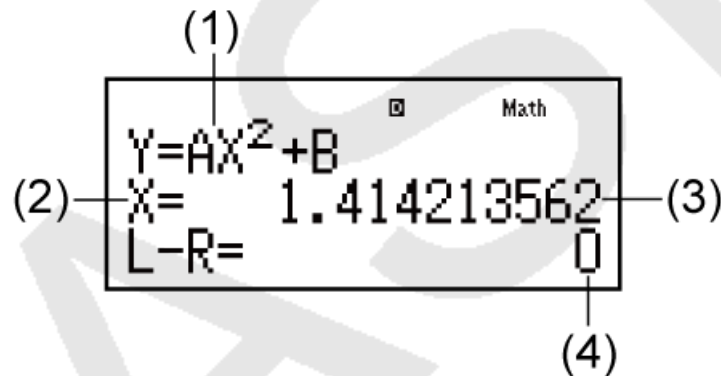 (1)
D Math
Y=AX²+B
(2) X= 1.414213562 (3)
L-R= 0
(4)